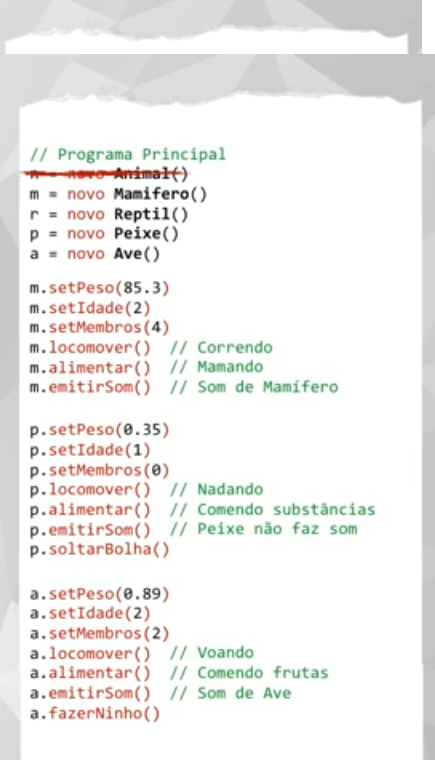 // Programa Principal
n = novo Animal()
m = novo Mamifero()
r = novo Reptil()
p = novo Peixe()
a = novo Ave()
m.setPeso(85.3)
m.setIdade(2)
m.setMembros(4)
m.locomover() // Correndo
m.alimentar() // Mamando
m.emitirSom() // Som de Mamífero
p.setPeso(0.35)
p.setIdade(1)
p.setMembros(0)
p.locomover() // Nadando
p.alimentar() // Comendo substâncias
p.emitirSom() // Peixe não faz som
p.soltarBolha()
a.setPeso(0.89)
a.setIdade(2)
a.setMembros(2)
a.locomover() // Voando
a.alimentar() // Comendo frutas
a.emitirSom() // Som de Ave
a.fazerNinho()